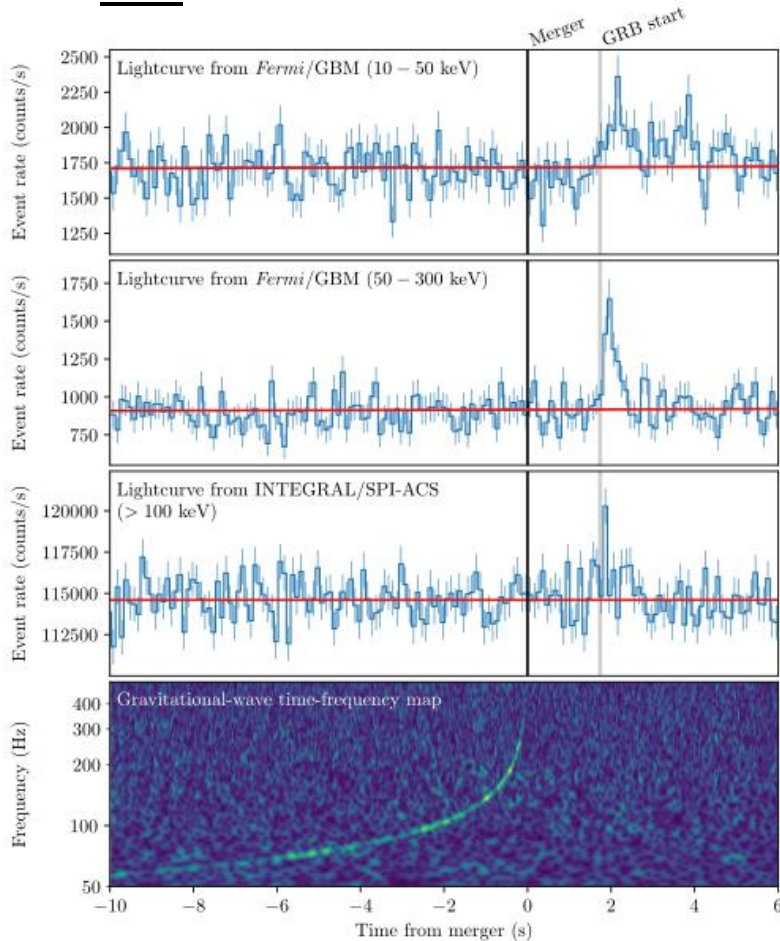 Merger
GRB start
Lightcurve from Fermi/GBM (10 − 50 keV)
2500
2250
2000
1750
1500
1250
Event rate (counts/s)
Lightcurve from Fermi/GBM (50 − 300 keV)
1750
1500
1250
1000
750
Event rate (counts/s)
Lightcurve from INTEGRAL/SPI-ACS
(> 100 keV)
120000
117500
115000
112500
Event rate (counts/s)
Gravitational-wave time-frequency map
400
300
200
100
50
Frequency (Hz)
−10 −8 −6 −4 −2 0 2 4 6
Time from merger (s)